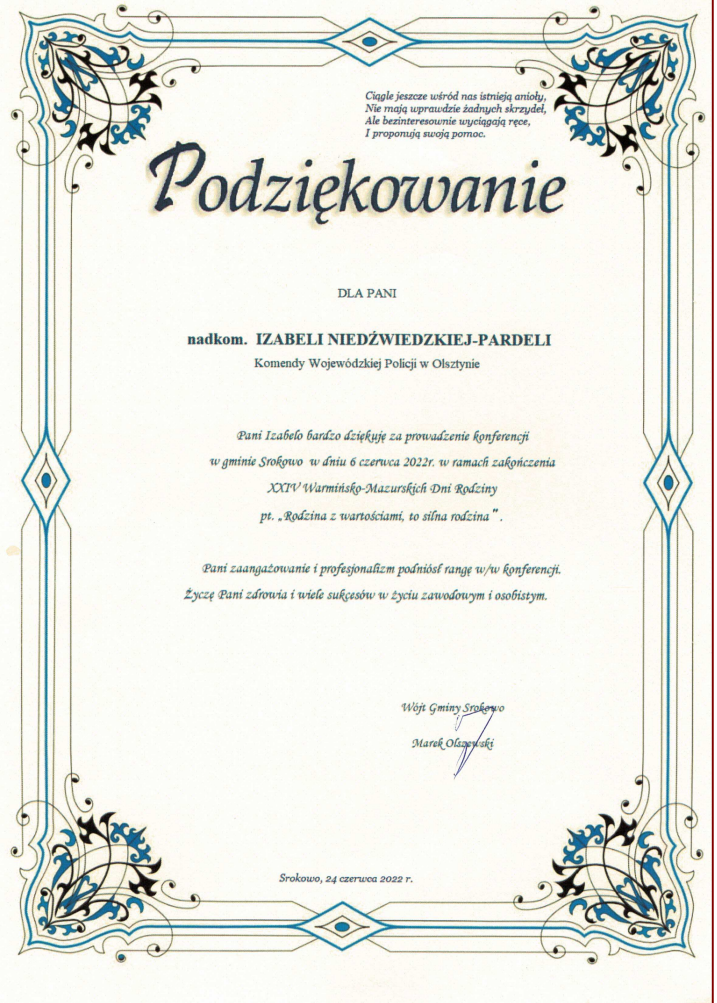 Ciągle jeszcze wśród nas istnieją anioły,
Nie mają wprawdzie żadnych skrzydeł,
Ale bezinteresownie wyciągają ręce,
I proponują swoją pomoc.
Podziękowanie
DLA PANI
nadkom. IZABELI NIEDŹWIEDZKIEJ-PARDELI
Komendy Wojewódzkiej Policji w Olsztynie
Pani Izabelo bardzo dziękuję za prowadzenie konferencji
w gminie Srokowo w dniu 6 czerwca 2022r. w ramach zakończenia
XXIV Warmińsko-Mazurskich Dni Rodziny
pt. „Rodzina z wartościami, to silna rodzina".
Pani zaangażowanie i profesjonalizm podniósł rangę w/w konferencji.
Życzę Pani zdrowia i wiele sukcesów w życiu zawodowym i osobistym.
Wójt Gminy Srokowo
Marek Olszewski
Srokowo, 24 czerwca 2022 r.